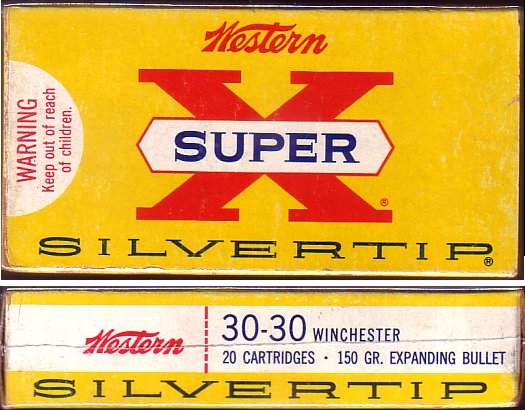 Western
X
SUPER
®
WARNING
Keep out of reach
of children.
SILVERTIP®
Western
30-30 WINCHESTER
20 CARTRIDGES · 150 GR. EXPANDING BULLET
SILVERTIP